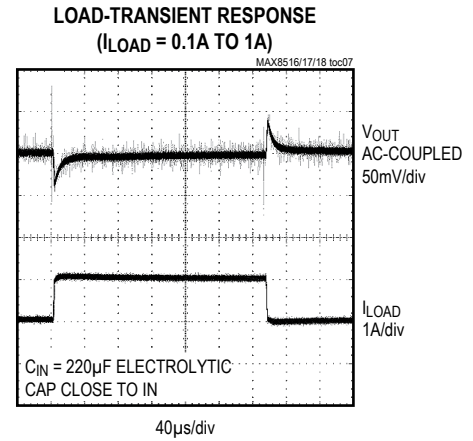 LOAD-TRANSIENT RESPONSE
(ILOAD = 0.1A TO 1A)
MAX8516/17/18 toc07
VOUT
AC-COUPLED
50mV/div
ILOAD
1A/div
CIN = 220µF ELECTROLYTIC
CAP CLOSE TO IN
40µs/div